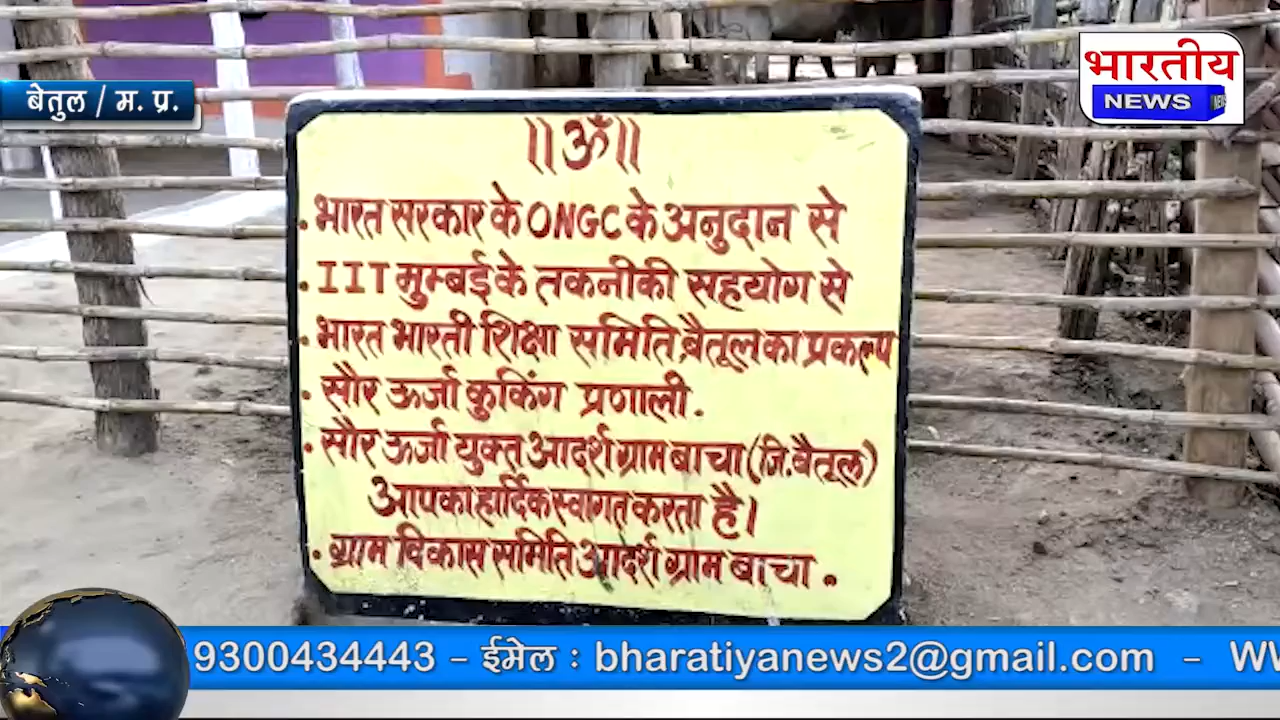 बेतुल / म. प्र.
भारतीय
NEWS
||ॐ||
. भारत सरकार के ONGC के अनुदान से
. IIT मुम्बई के तकनीकी सहयोग से
. भारत भारती शिक्षा समिति बैतूल का प्रकल्प
. सौर ऊर्जा कुकिंग प्रणाली.
. सौर ऊर्जा युक्त आदर्श ग्राम बाचा (जि.बैतूल)
आपका हार्दिक स्वागत करता है।
. ग्राम विकास समिति आदर्श ग्राम बाचा .
9300434443 – ईमेल : bharatiyanews2@gmail.com –